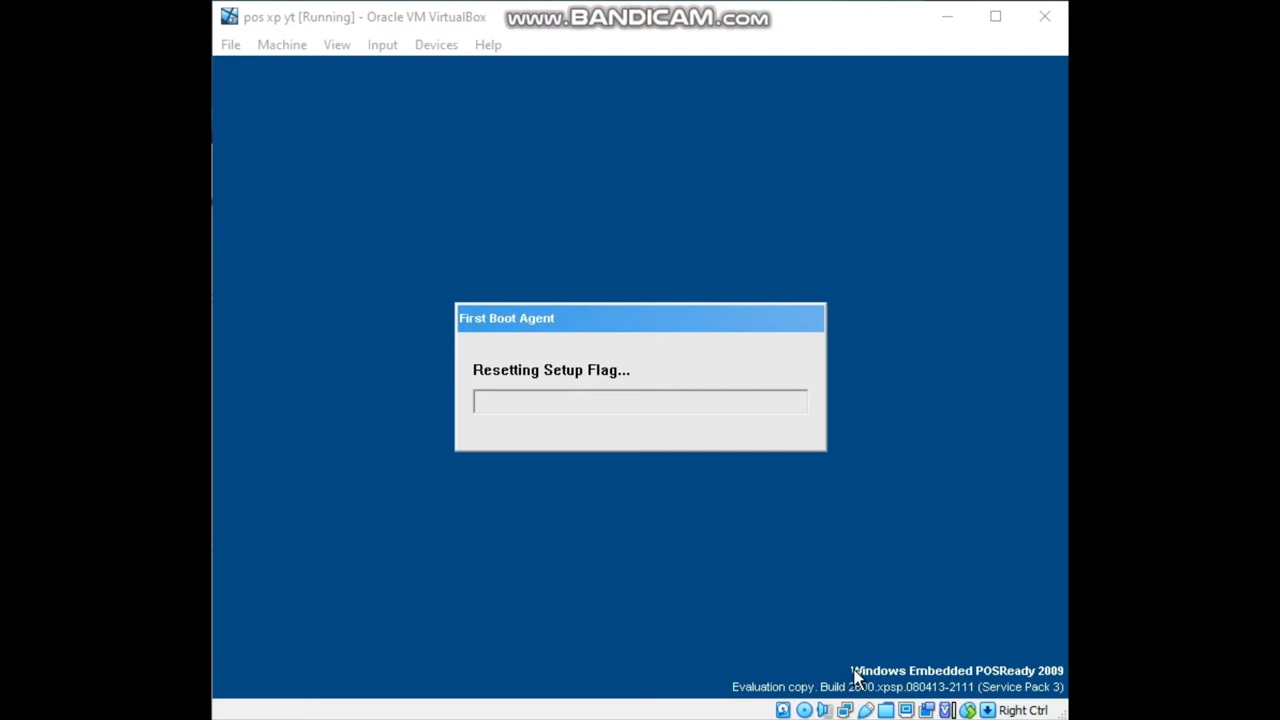 pos xp yt [Running] - Oracle VM VirtualBox
www.BANDICAM.com
File Machine View Input Devices Help
First Boot Agent
Resetting Setup Flag...
Windows Embedded POSReady 2009
Evaluation copy. Build 2600.xpsp.080413-2111 (Service Pack 3)
Right Ctrl